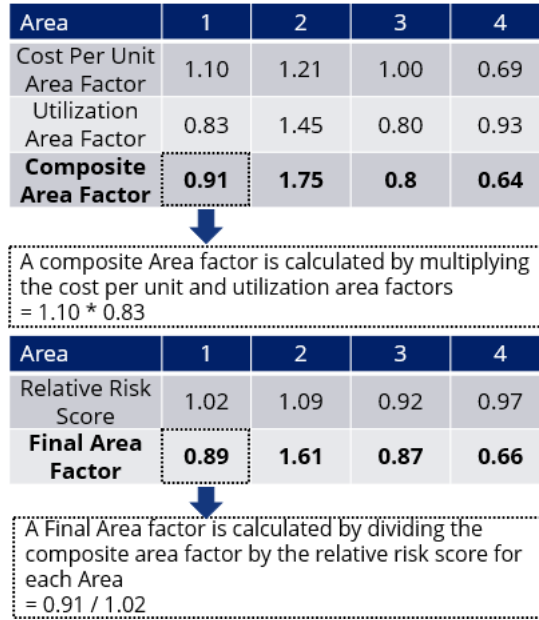 Area 1 2 3 4
Cost Per Unit
Area Factor 1.10 1.21 1.00 0.69
Utilization
Area Factor 0.83 1.45 0.80 0.93
Composite
Area Factor 0.91 1.75 0.8 0.64
A composite Area factor is calculated by multiplying
the cost per unit and utilization area factors
= 1.10 * 0.83
Area 1 2 3 4
Relative Risk
Score 1.02 1.09 0.92 0.97
Final Area
Factor 0.89 1.61 0.87 0.66
A Final Area factor is calculated by dividing the
composite area factor by the relative risk score for
each Area
= 0.91 / 1.02